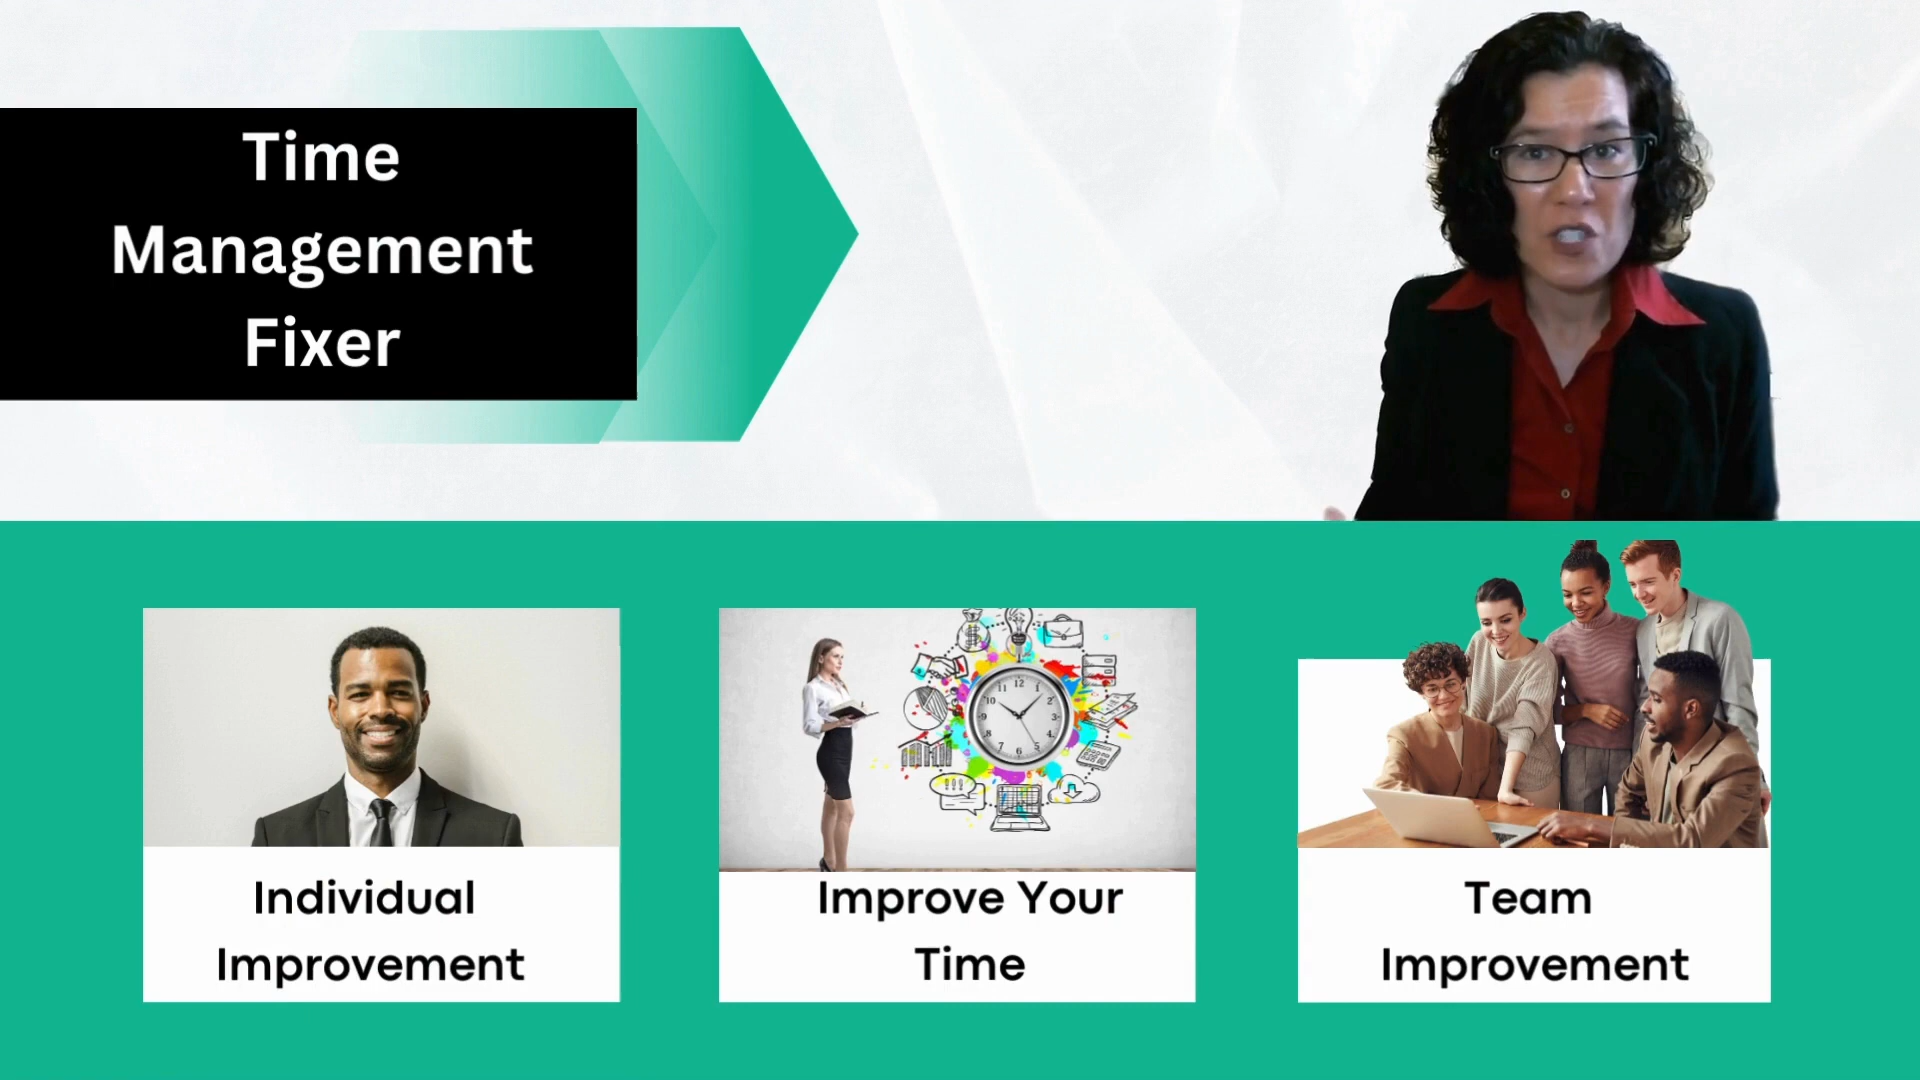 Time
Management
Fixer
Individual
Improvement
Improve Your
Time
Team
Improvement